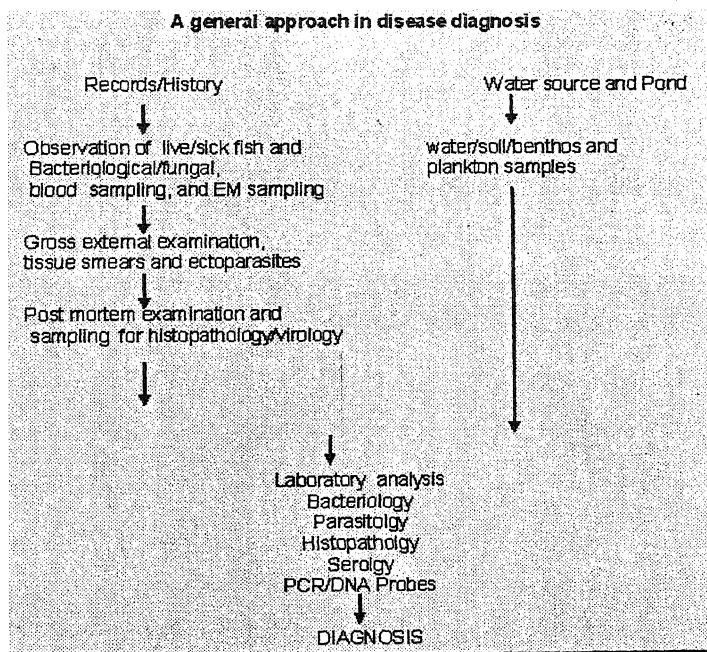 A general approach in disease diagnosis
Records/History
Observation of live/sick fish and
Bacteriological/fungal,
blood sampling, and EM sampling
Gross external examination,
tissue smears and ectoparasites
Post mortem examination and
sampling for histopathology/virology
Water source and Pond
water/soil/benthos and
plankton samples
Laboratory analysis
Bacteriology
Parasitolgy
Histopatholgy
Serolgy
PCR/DNA Probes
DIAGNOSIS